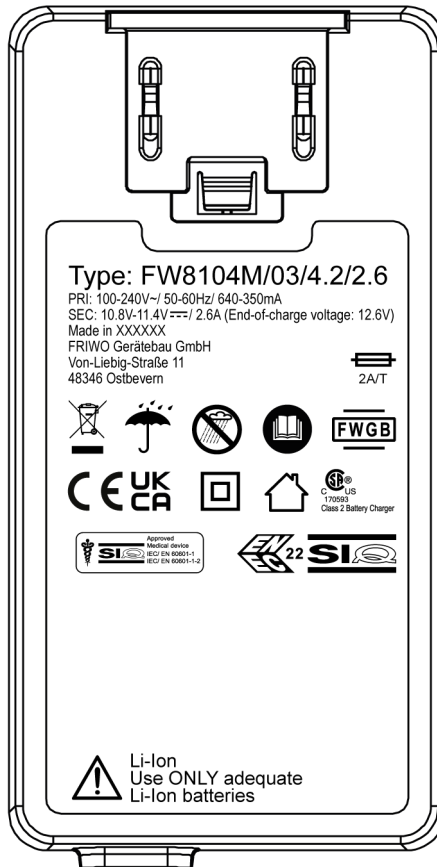 Type: FW8104M/03/4.2/2.6
PRI: 100-240V~/ 50-60Hz/ 640-350mA
SEC: 10.8V-11.4V⎓/ 2.6A (End-of-charge voltage: 12.6V)
Made in XXXXXX
FRIWO Gerätebau GmbH
Von-Liebig-Straße 11
48346 Ostbevern
2A/T
FWGB
CE UK
CA
CSA®
C US
170593
Class 2 Battery Charger
SIQ
Approved
Medical device
IEC/ EN 60601-1
IEC/ EN 60601-1-2
ENEC 22 SIQ
Li-Ion
Use ONLY adequate
Li-Ion batteries